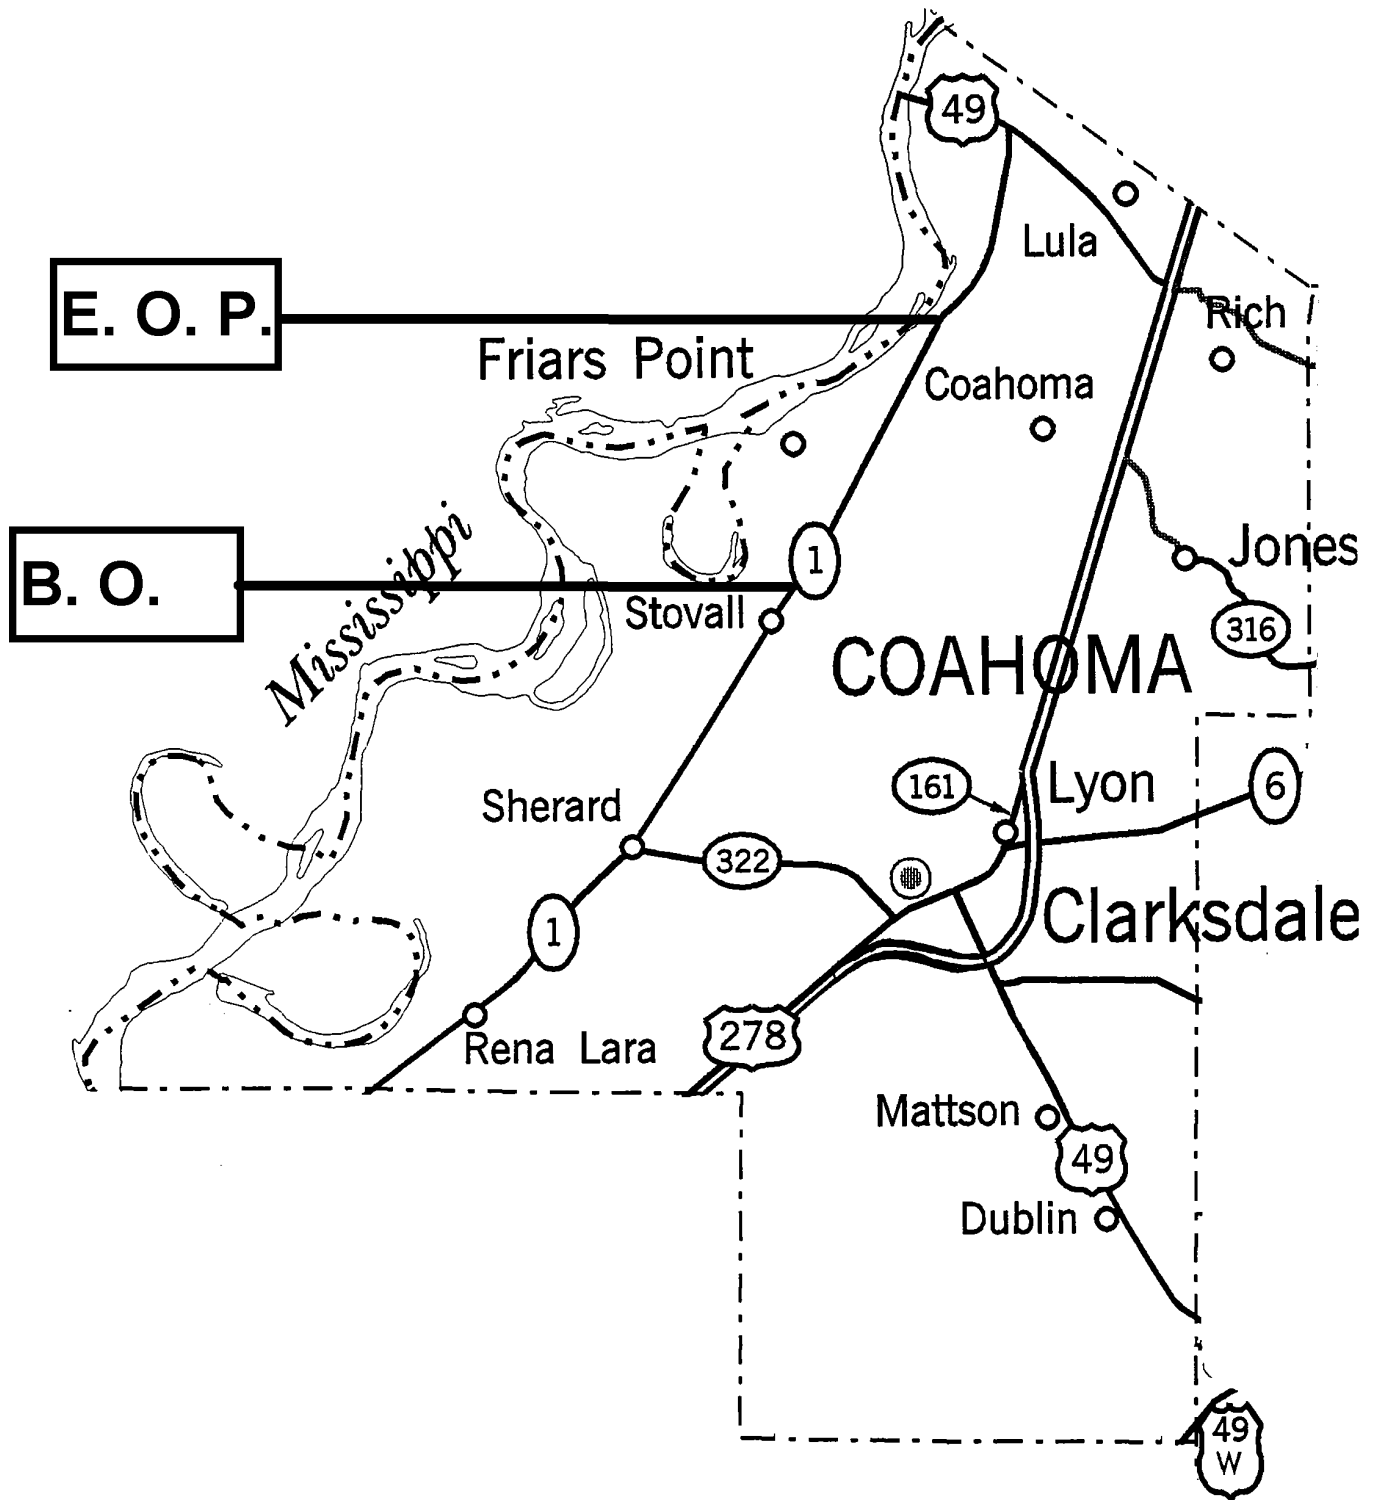 49
Lula
Rich
E. O. P.
Friars Point
Coahoma
Mississippi
B. O.
1
Jones
Stovall
316
COAHOMA
161
Lyon
6
Sherard
322
1
Clarksdale
278
Rena Lara
Mattson
49
Dublin
49
W